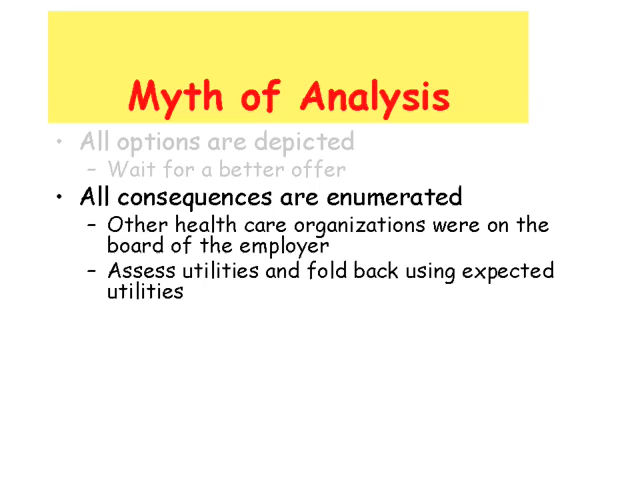 Myth of Analysis
• All options are depicted
– Wait for a better offer
• All consequences are enumerated
– Other health care organizations were on the
board of the employer
– Assess utilities and fold back using expected
utilities